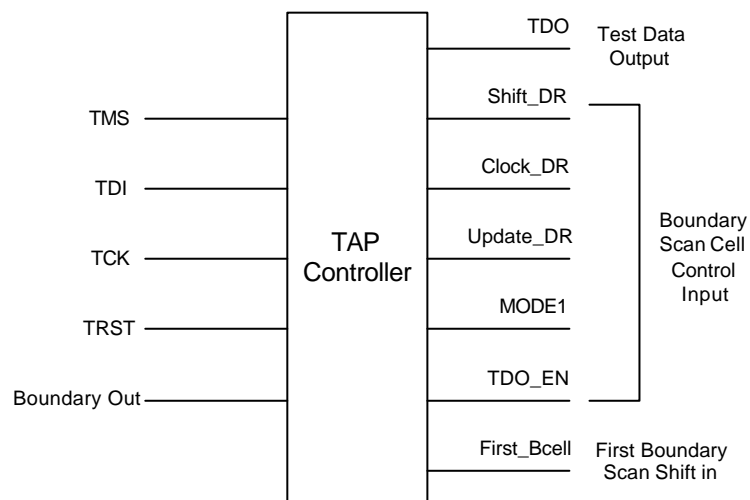 TDO
Test Data
Output
Shift_DR
TMS
Clock_DR
TDI
Update_DR
Boundary
Scan Cell
Control
Input
TAP
Controller
TCK
MODE1
TRST
TDO_EN
Boundary Out
First_Bcell
First Boundary
Scan Shift in